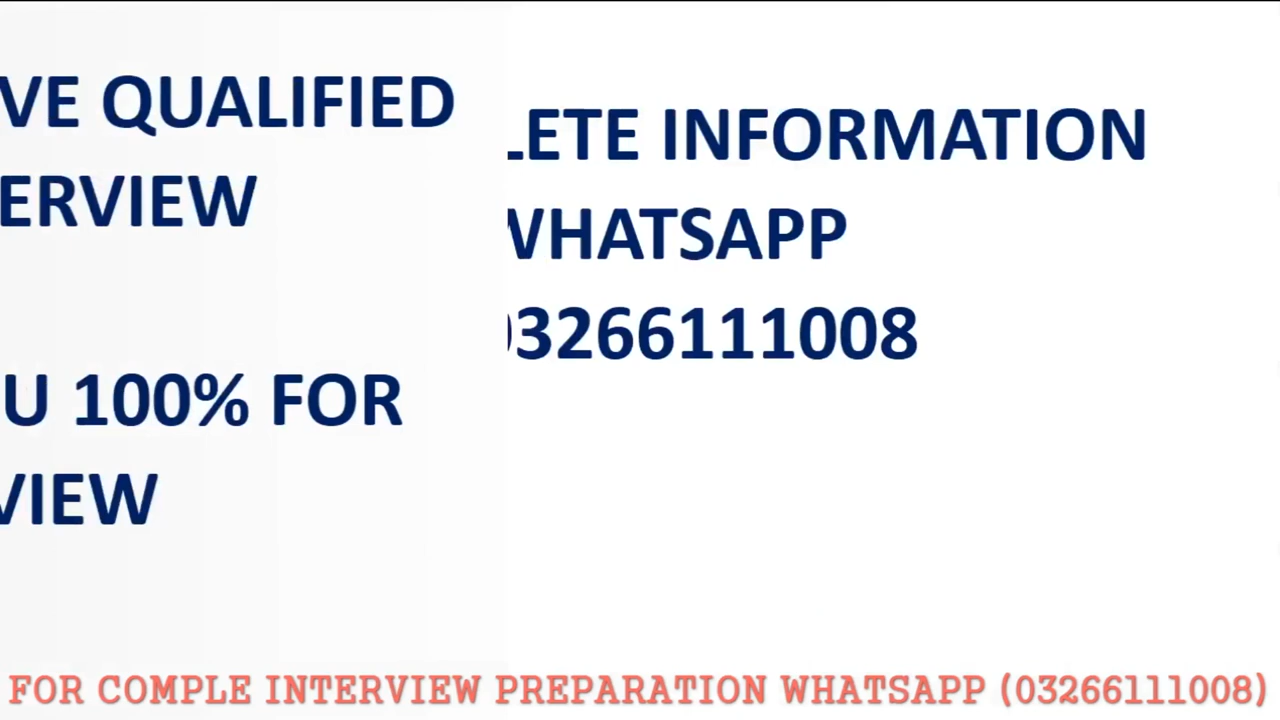 VE QUALIFIED
ERVIEW
U 100% FOR
VIEW
LETE INFORMATION
WHATSAPP
03266111008
FOR COMPLE INTERVIEW PREPARATION WHATSAPP (03266111008)